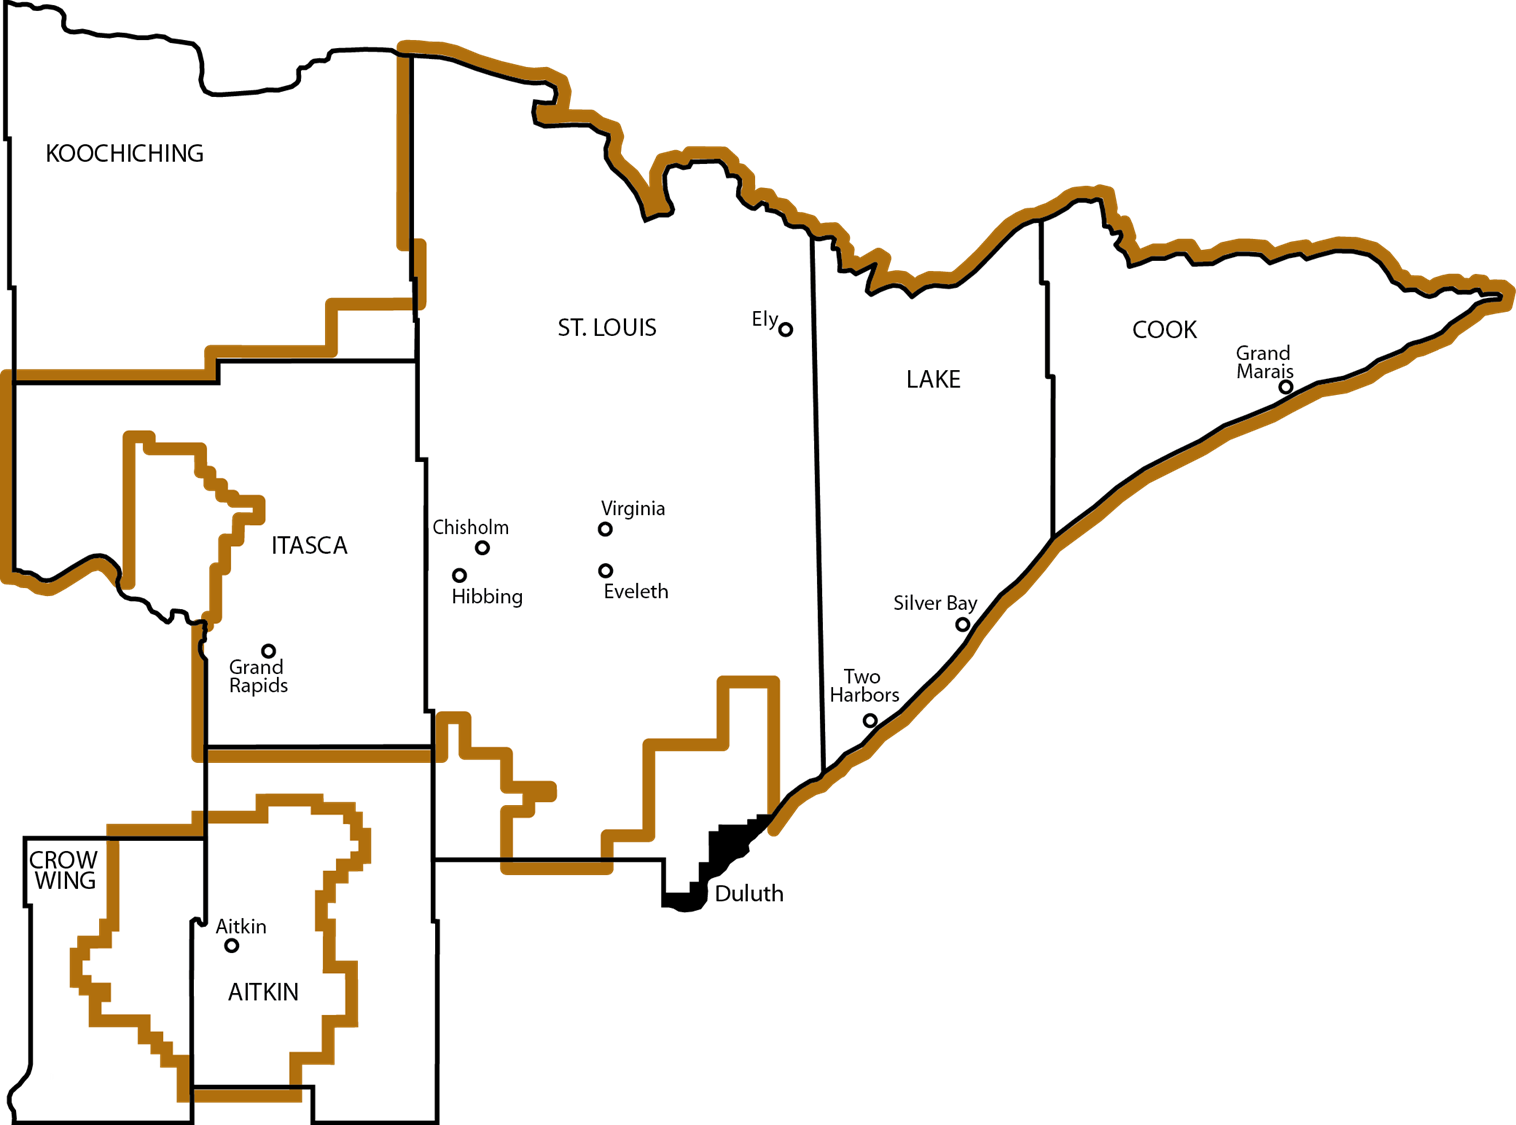 KOOCHICHING
ST. LOUIS
Ely
COOK
Grand
Marais
LAKE
Virginia
Chisholm
ITASCA
Eveleth
Hibbing
Silver Bay
Grand
Rapids
Two
Harbors
CROW
WING
Duluth
Aitkin
AITKIN